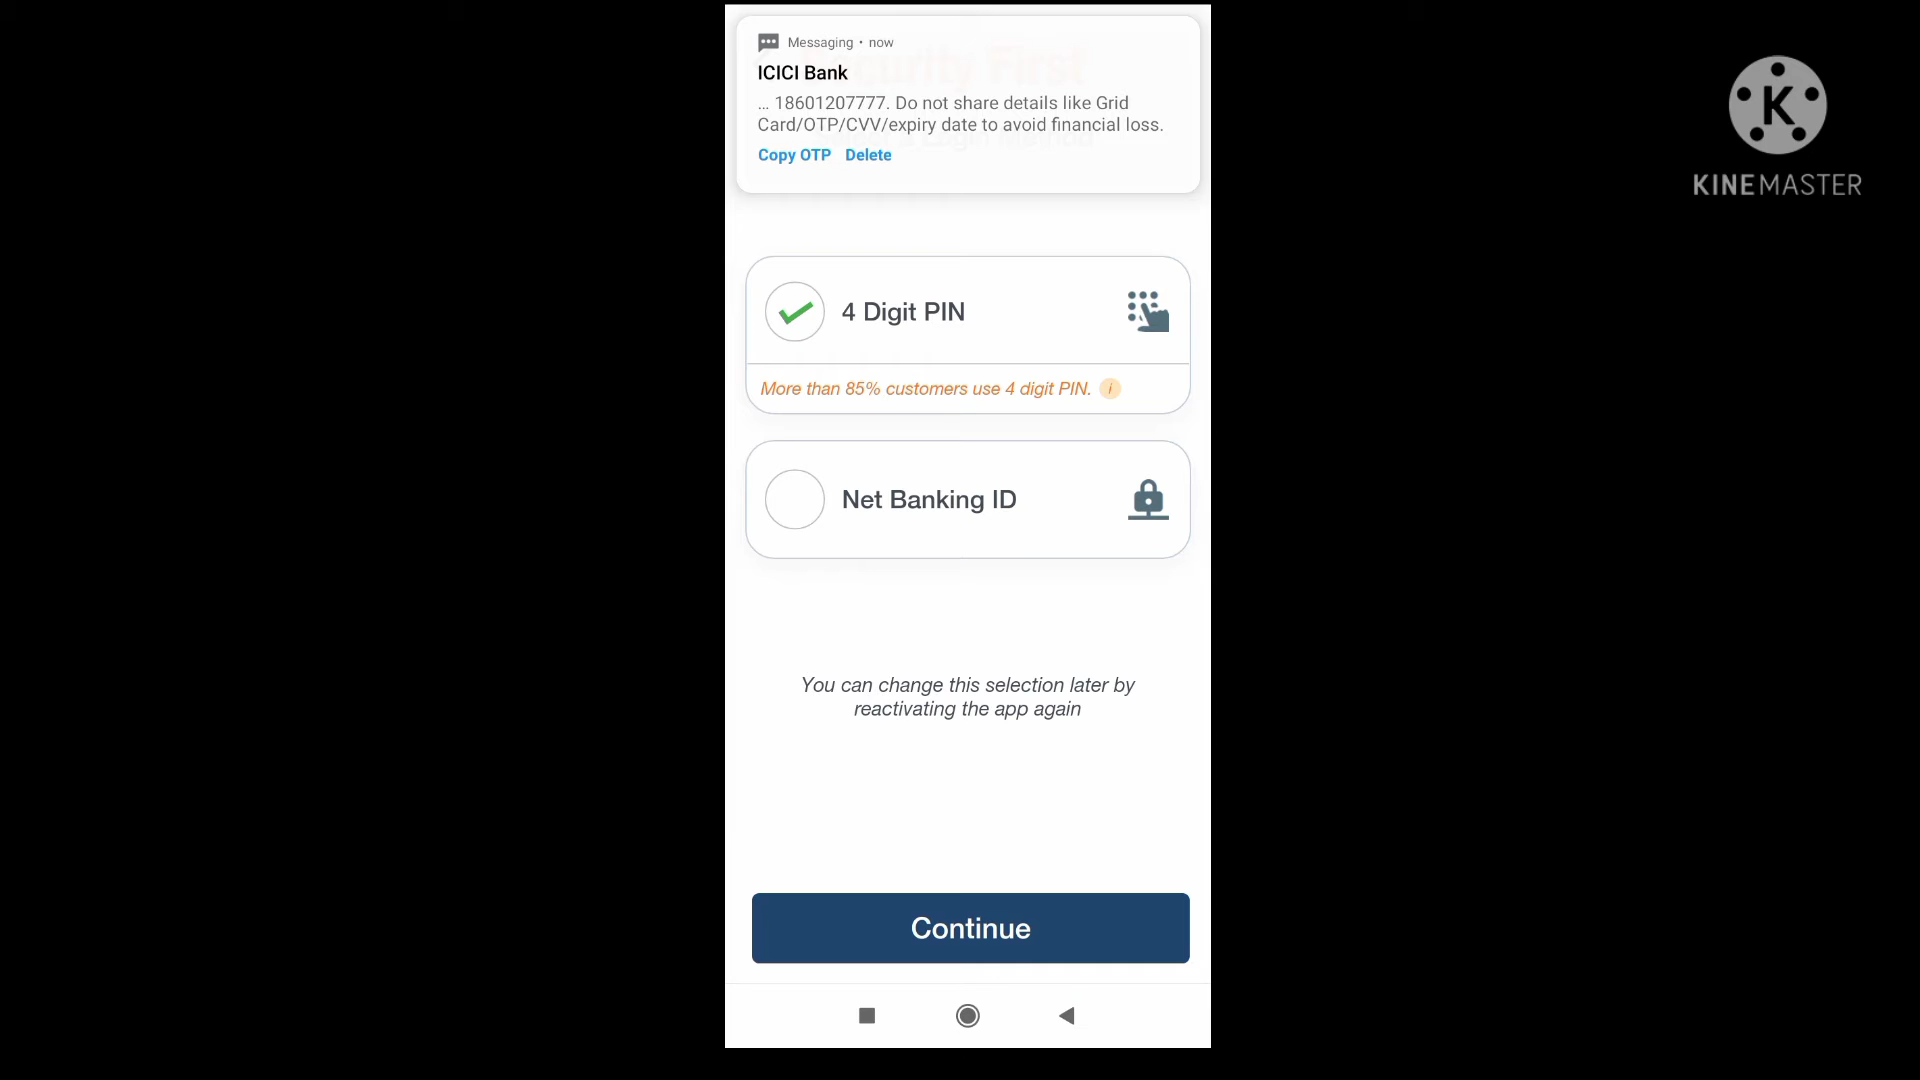 Messaging • now
ICICI Bank
... 18601207777. Do not share details like Grid
Card/OTP/CVV/expiry date to avoid financial loss.
Copy OTP Delete
Security First
KINEMASTER
4 Digit PIN
More than 85% customers use 4 digit PIN. i
Net Banking ID
You can change this selection later by
reactivating the app again
Continue